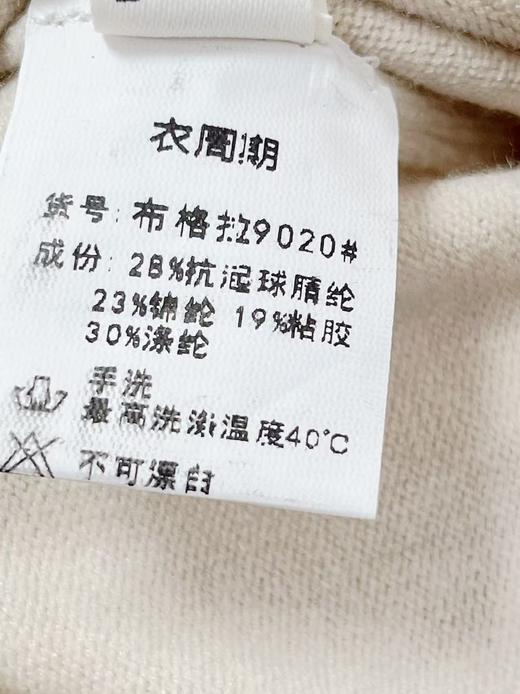 衣周期
货号: 布格拉9020#
成份: 28%抗起球腈纶
23%锦纶 19%粘胶
30%涤纶
手洗
最高洗涤温度40°C
不可漂白